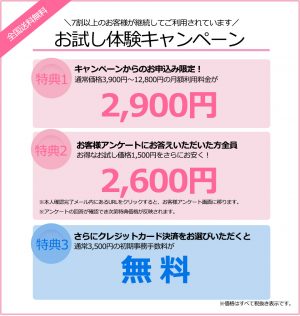 全国送料無料
＼7割以上のお客様が継続してご利用されています／
お試し体験キャンペーン
特典1
キャンペーンからのお申込み限定！
通常価格3,900円～12,800円の月額利用料金が
2,900円
特典2
お客様アンケートにお答えいただいた方全員
お得なお試し価格1,500円をさらにお安く！
2,600円
※本人確認完了メール内にあるURLをクリックすると、お客様アンケート画面に移ります。
※アンケートの回答が確認でき次第特典価格が反映されます。
特典3
さらにクレジットカード決済をお選びいただくと
通常3,500円の初期事務手数料が
無料
※価格はすべて税抜き表示です。